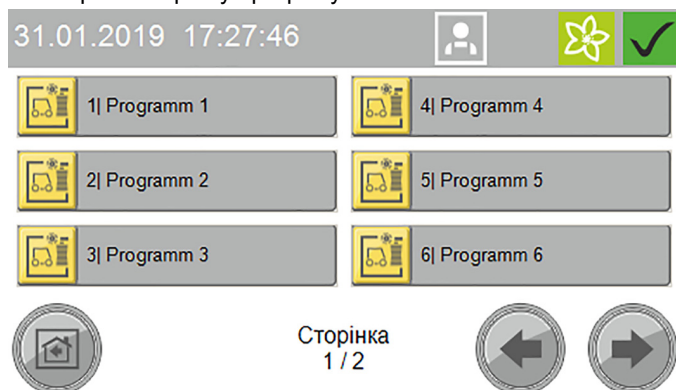 31.01.2019 17:27:46
1| Programm 1
2| Programm 2
3| Programm 3
4| Programm 4
5| Programm 5
6| Programm 6
Сторінка
1 / 2